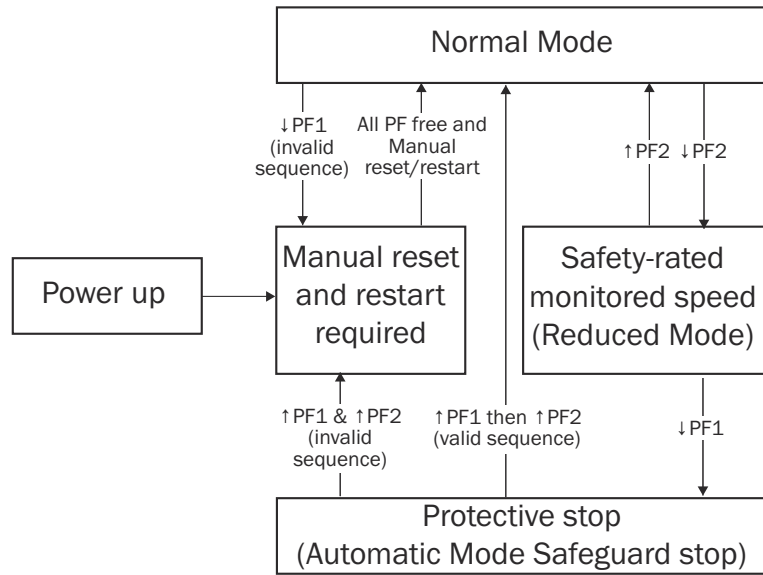 Normal Mode
↓PF1
(invalid
sequence)
All PF free and
Manual
reset/restart
↑PF2
↓PF2
Power up
Manual reset
and restart
required
Safety-rated
monitored speed
(Reduced Mode)
↑PF1 & ↑PF2
(invalid
sequence)
↑PF1 then ↑PF2
(valid sequence)
↓PF1
Protective stop
(Automatic Mode Safeguard stop)